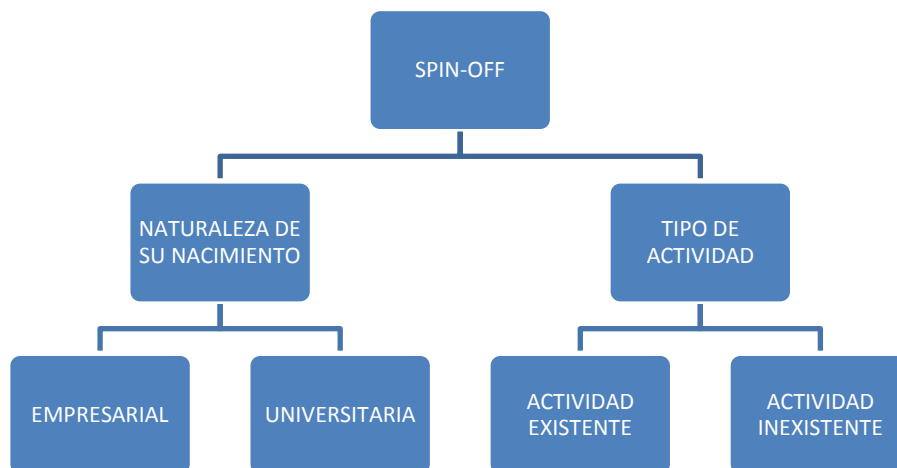 SPIN-OFF
NATURALEZA DE
SU NACIMIENTO
TIPO DE
ACTIVIDAD
EMPRESARIAL
UNIVERSITARIA
ACTIVIDAD
EXISTENTE
ACTIVIDAD
INEXISTENTE